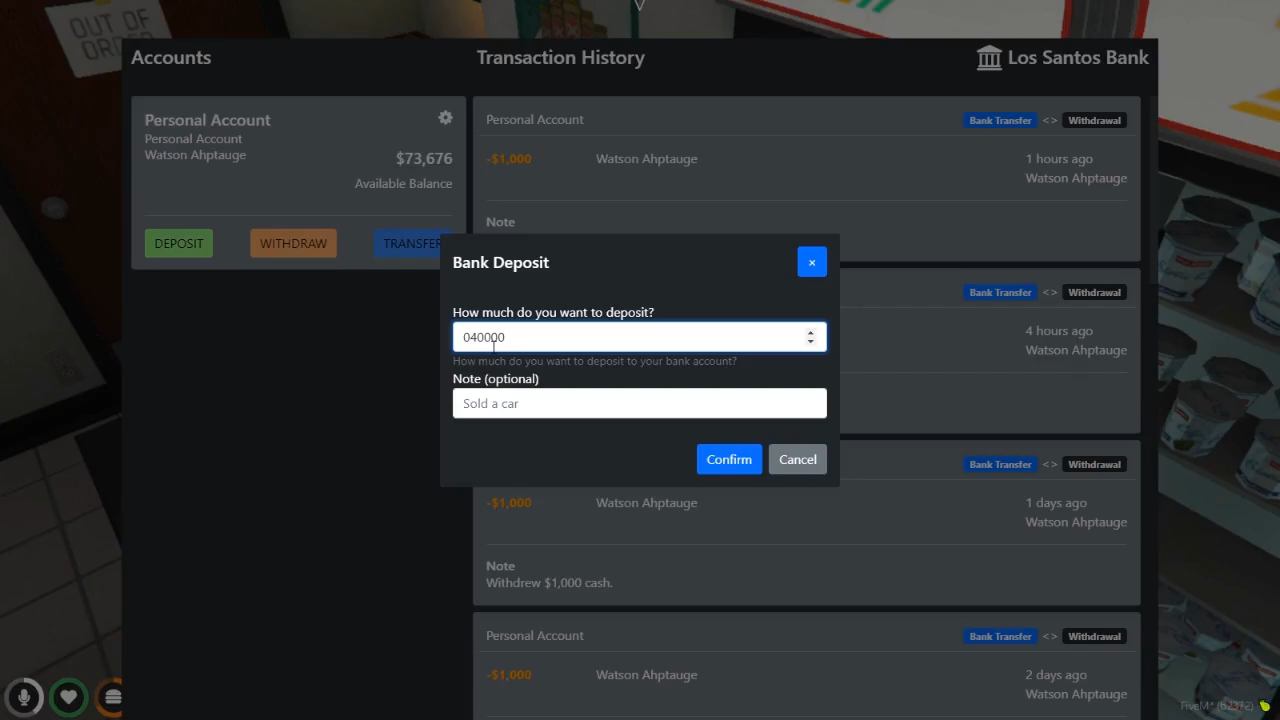 OUT OF
ORDER
Accounts
Transaction History
Los Santos Bank
Personal Account
Personal Account
Watson Ahptauge
$73,676
Available Balance
DEPOSIT
WITHDRAW
TRANSFER
Personal Account
Bank Transfer <> Withdrawal
-$1,000
Watson Ahptauge
1 hours ago
Watson Ahptauge
Note
Bank Deposit
×
How much do you want to deposit?
040000
How much do you want to deposit to your bank account?
Note (optional)
Sold a car
Confirm
Cancel
Bank Transfer <> Withdrawal
4 hours ago
Watson Ahptauge
Bank Transfer <> Withdrawal
-$1,000
Watson Ahptauge
1 days ago
Watson Ahptauge
Note
Withdrew $1,000 cash.
Personal Account
Bank Transfer <> Withdrawal
-$1,000
Watson Ahptauge
2 days ago
Watson Ahptauge
FiveM* (62372)